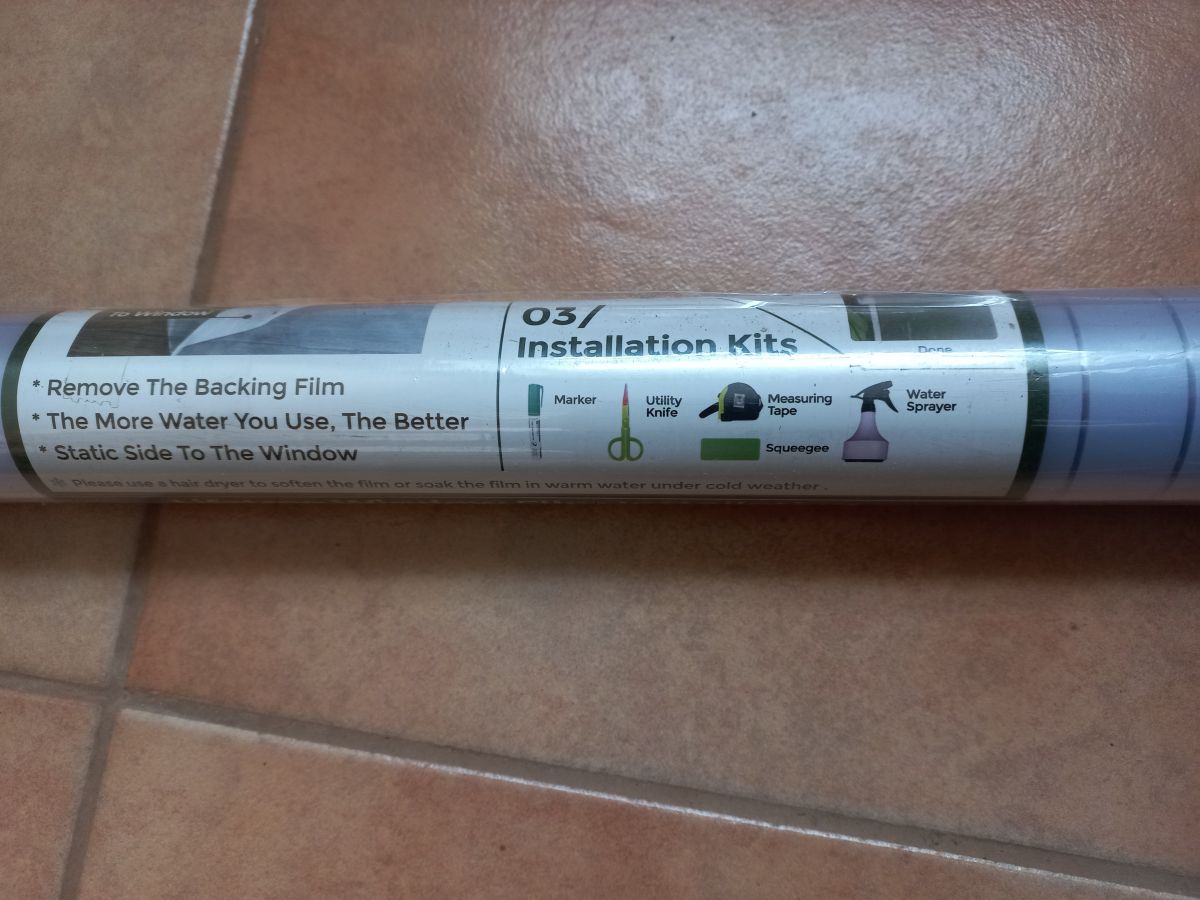 To Window
* Remove The Backing Film
* The More Water You Use, The Better
* Static Side To The Window
03/
Installation Kits
Done
Marker
Utility
Knife
Measuring
Tape
Squeegee
Water
Sprayer
※ Please use a hair dryer to soften the film or soak the film in warm water under cold weather .